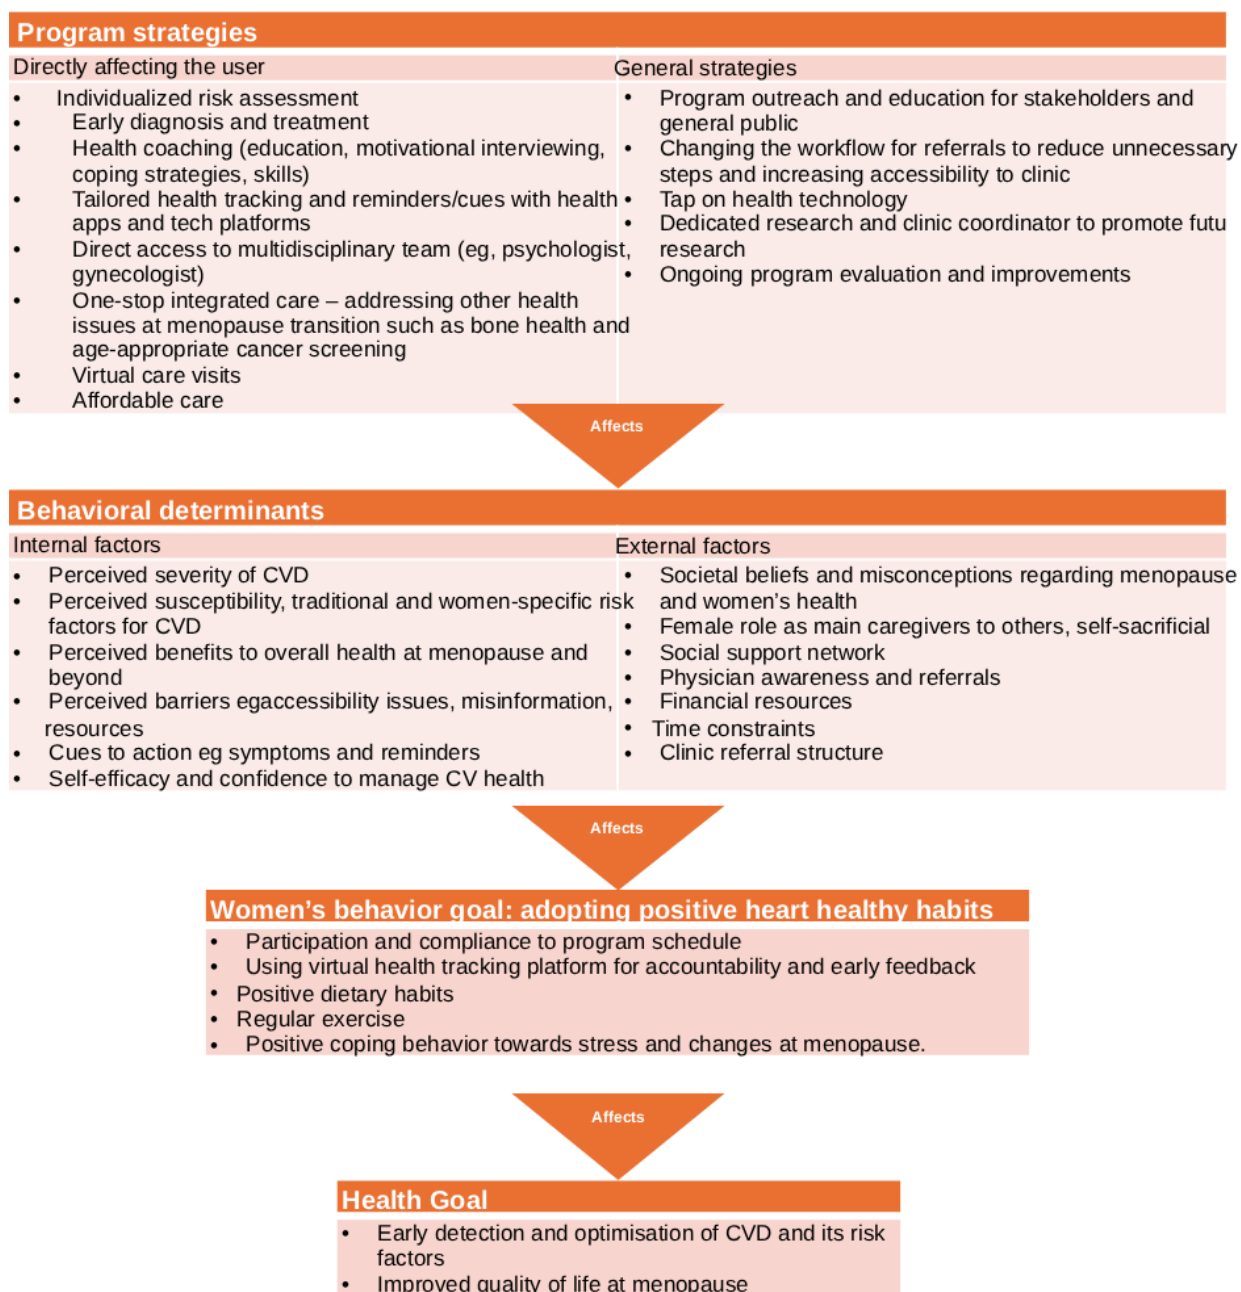 Program strategies
Directly affecting the user
• Individualized risk assessment
• Early diagnosis and treatment
• Health coaching (education, motivational interviewing,
coping strategies, skills)
• Tailored health tracking and reminders/cues with health
apps and tech platforms
• Direct access to multidisciplinary team (eg, psychologist,
gynecologist)
• One-stop integrated care – addressing other health
issues at menopause transition such as bone health and
age-appropriate cancer screening
• Virtual care visits
• Affordable care
General strategies
• Program outreach and education for stakeholders and
general public
• Changing the workflow for referrals to reduce unnecessary
steps and increasing accessibility to clinic
• Tap on health technology
• Dedicated research and clinic coordinator to promote futu
research
• Ongoing program evaluation and improvements
Affects
Behavioral determinants
Internal factors
• Perceived severity of CVD
• Perceived susceptibility, traditional and women-specific risk
factors for CVD
• Perceived benefits to overall health at menopause and
beyond
• Perceived barriers egaccessibility issues, misinformation,
resources
• Cues to action eg symptoms and reminders
• Self-efficacy and confidence to manage CV health
External factors
• Societal beliefs and misconceptions regarding menopause
and women's health
• Female role as main caregivers to others, self-sacrificial
• Social support network
• Physician awareness and referrals
• Financial resources
• Time constraints
• Clinic referral structure
Affects
Women’s behavior goal: adopting positive heart healthy habits
• Participation and compliance to program schedule
• Using virtual health tracking platform for accountability and early feedback
• Positive dietary habits
• Regular exercise
• Positive coping behavior towards stress and changes at menopause.
Affects
Health Goal
• Early detection and optimisation of CVD and its risk
factors
• Improved quality of life at menopause